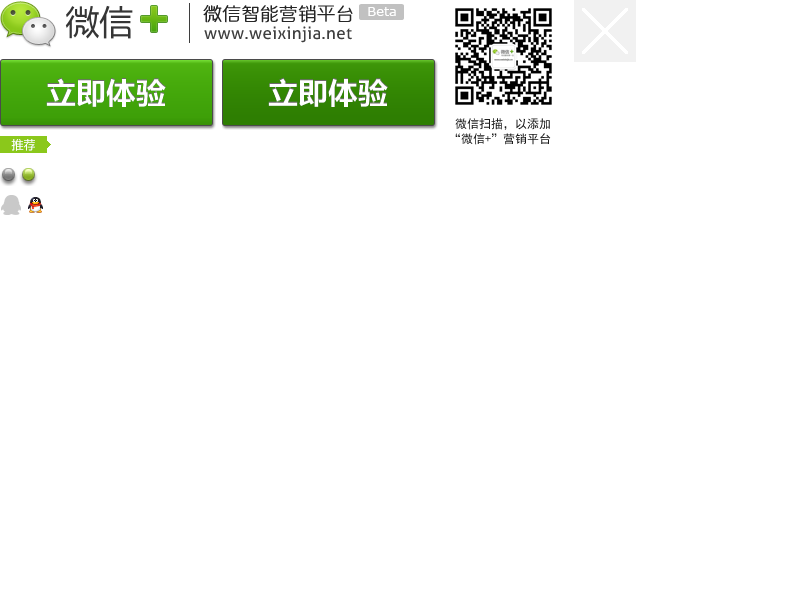 微信
微信智能营销平台 Beta
www.weixinjia.net
立即体验 立即体验
微信扫描，以添加
“微信+”营销平台
推荐